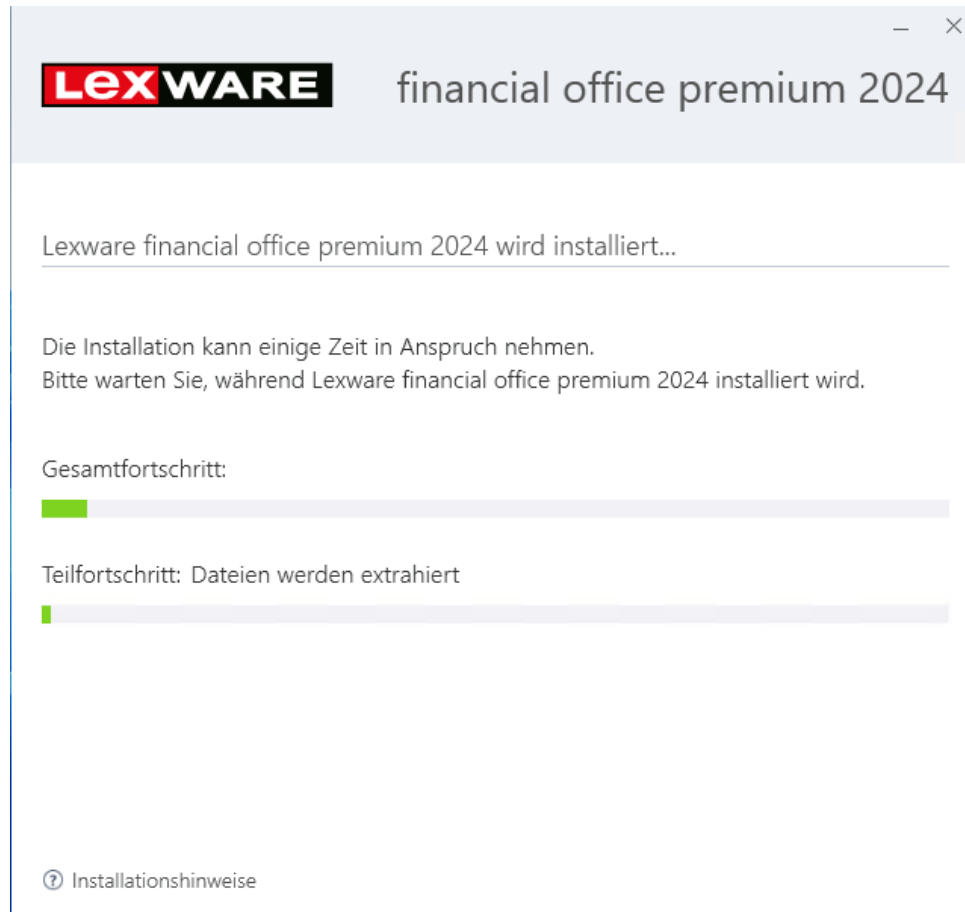 LEXWARE
financial office premium 2024
Lexware financial office premium 2024 wird installiert...
Die Installation kann einige Zeit in Anspruch nehmen.
Bitte warten Sie, während Lexware financial office premium 2024 installiert wird.
Gesamtfortschritt:
Teilfortschritt: Dateien werden extrahiert
? Installationshinweise